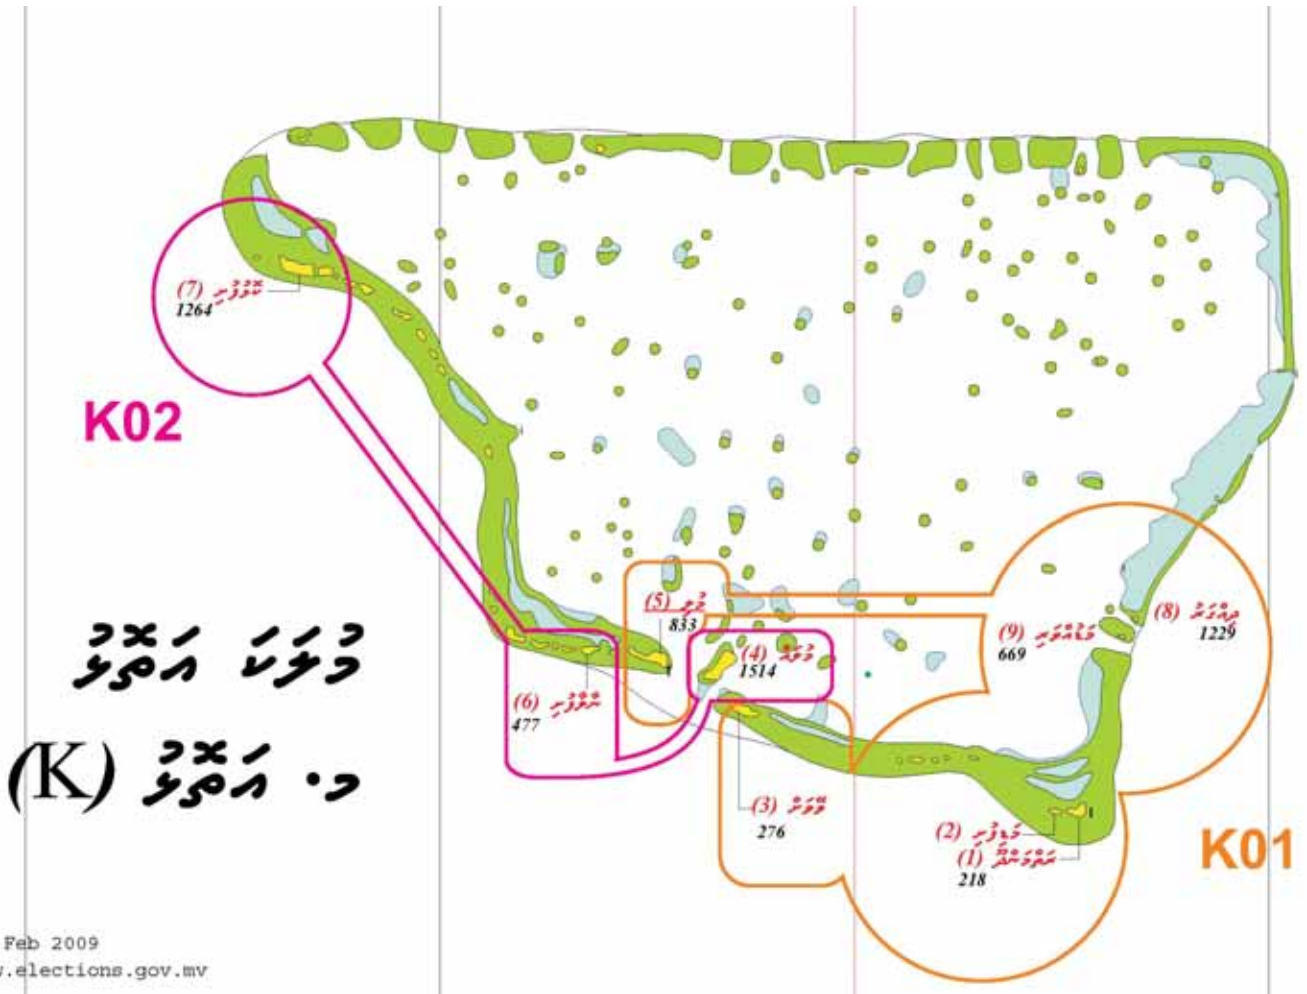 ކޮޅުފުށި (7)
1264
K02
މުލި (5)
833
މުލައް (4)
1514
މަޑުއްވަރި (9)
669
ދިއްގަރު (8)
1229
މުލަކަ އަތޮޅު
ނާލާފުށި (6)
477
މ. އަތޮޅު (K)
ވޭވަށް (3)
276
މަޑިފުށި (2)
ރަތްމަންދޫ (1)
218
K01
Feb 2009
.elections.gov.mv